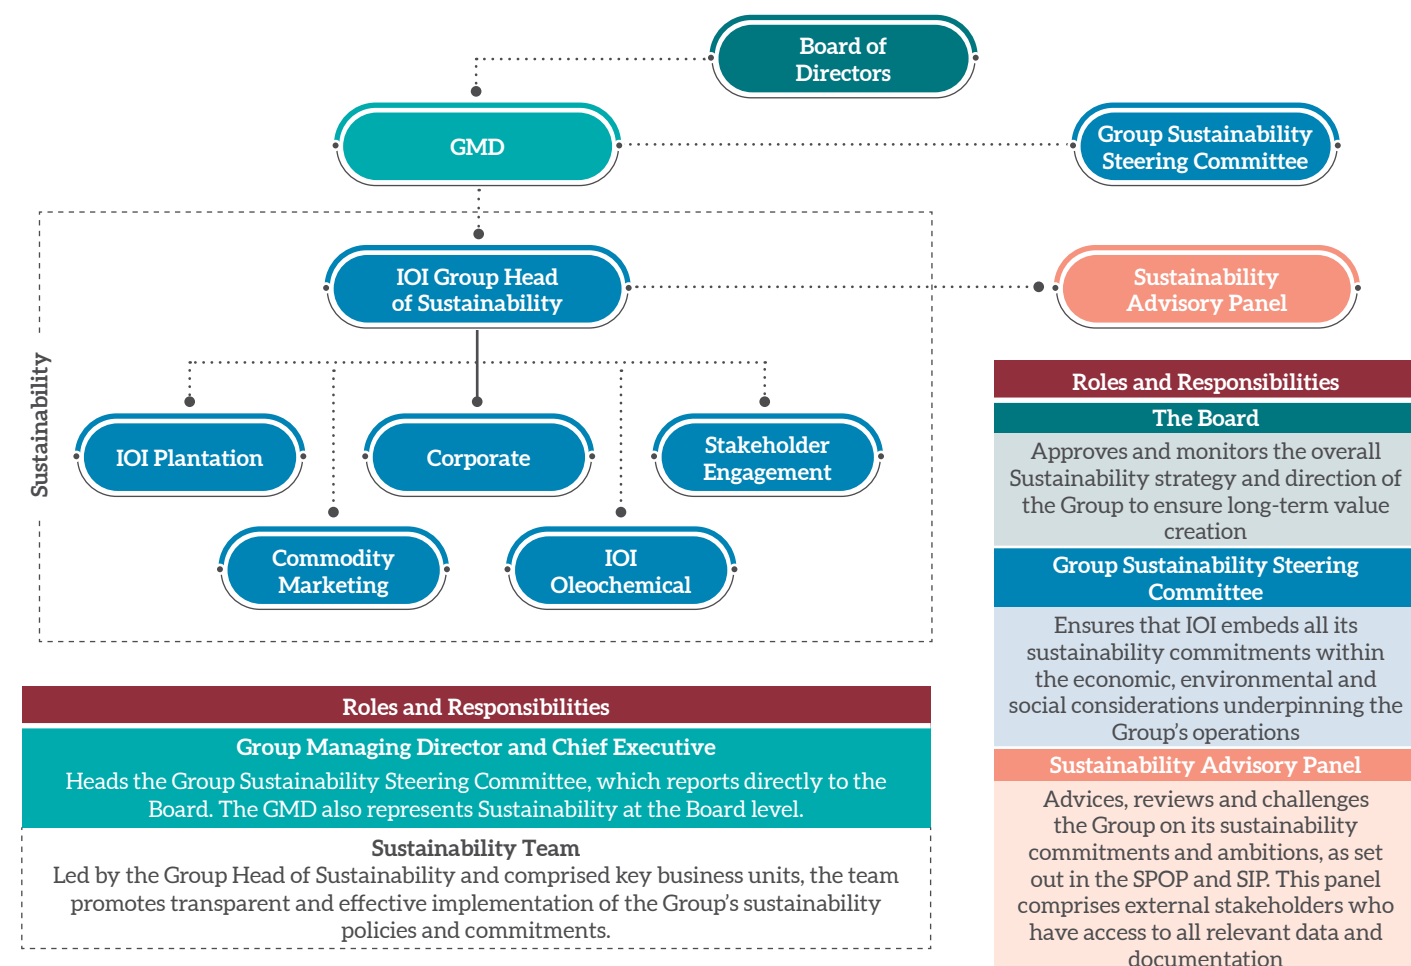 Board of
Directors
GMD
Group Sustainability
Steering Committee
IOI Group Head
of Sustainability
Sustainability
Advisory Panel
Sustainability
IOI Plantation
Corporate
Stakeholder
Engagement
Commodity
Marketing
IOI
Oleochemical
Roles and Responsibilities
The Board
Approves and monitors the overall
Sustainability strategy and direction of
the Group to ensure long-term value
creation
Group Sustainability Steering
Committee
Ensures that IOI embeds all its
sustainability commitments within
the economic, environmental and
social considerations underpinning the
Group's operations
Sustainability Advisory Panel
Advices, reviews and challenges
the Group on its sustainability
commitments and ambitions, as set
out in the SPOP and SIP. This panel
comprises external stakeholders who
have access to all relevant data and
documentation
Roles and Responsibilities
Group Managing Director and Chief Executive
Heads the Group Sustainability Steering Committee, which reports directly to the
Board. The GMD also represents Sustainability at the Board level.
Sustainability Team
Led by the Group Head of Sustainability and comprised key business units, the team
promotes transparent and effective implementation of the Group's sustainability
policies and commitments.